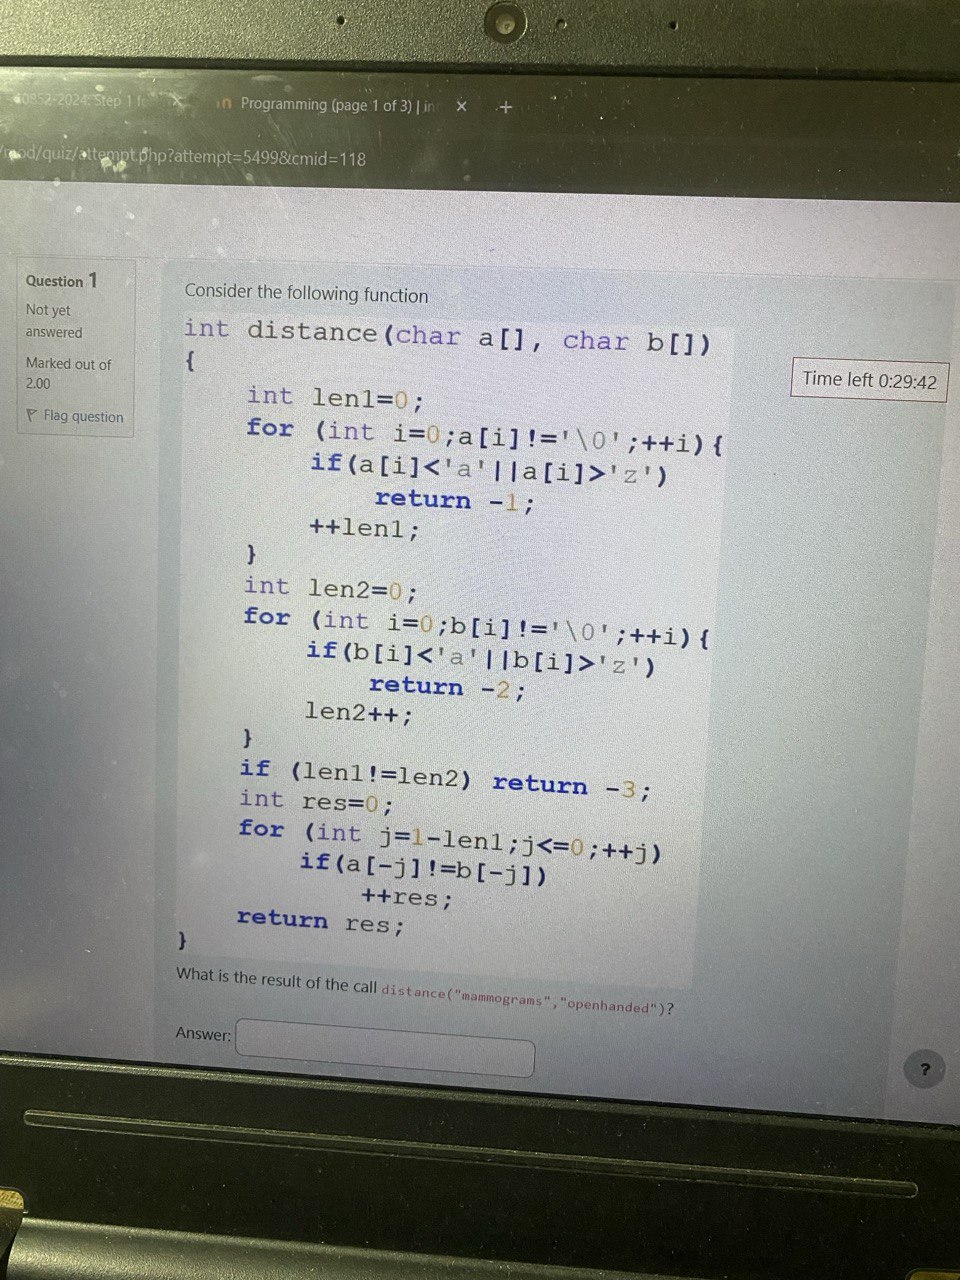 10952-2024: Step 1
Programming (page 1 of 3) | in
mod/quiz/attempt.php?attempt=5499&cmid=118
Question 1
Not yet
answered
Marked out of
2.00
Flag question
Time left 0:29:42
Consider the following function
int distance(char a[], char b[])
{
    int len1=0;
    for (int i=0;a[i]!='\0';++i){
        if(a[i]<'a'||a[i]>'z')
            return -1;
        ++len1;
    }
    int len2=0;
    for (int i=0;b[i]!='\0';++i){
        if(b[i]<'a'||b[i]>'z')
            return -2;
        len2++;
    }
    if (len1!=len2) return -3;
    int res=0;
    for (int j=1-len1;j<=0;++j)
        if(a[-j]!=b[-j])
            ++res;
    return res;
}
What is the result of the call distance("mammograms","openhanded")?
Answer:
?